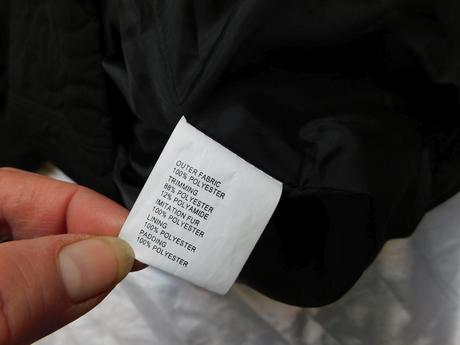 OUTER FABRIC
100% POLYESTER
TRIMMING
88% POLYESTER
12% POLYAMIDE
IMITATION FUR
100% POLYESTER
LINING
100% POLYESTER
PADDING
100% POLYESTER